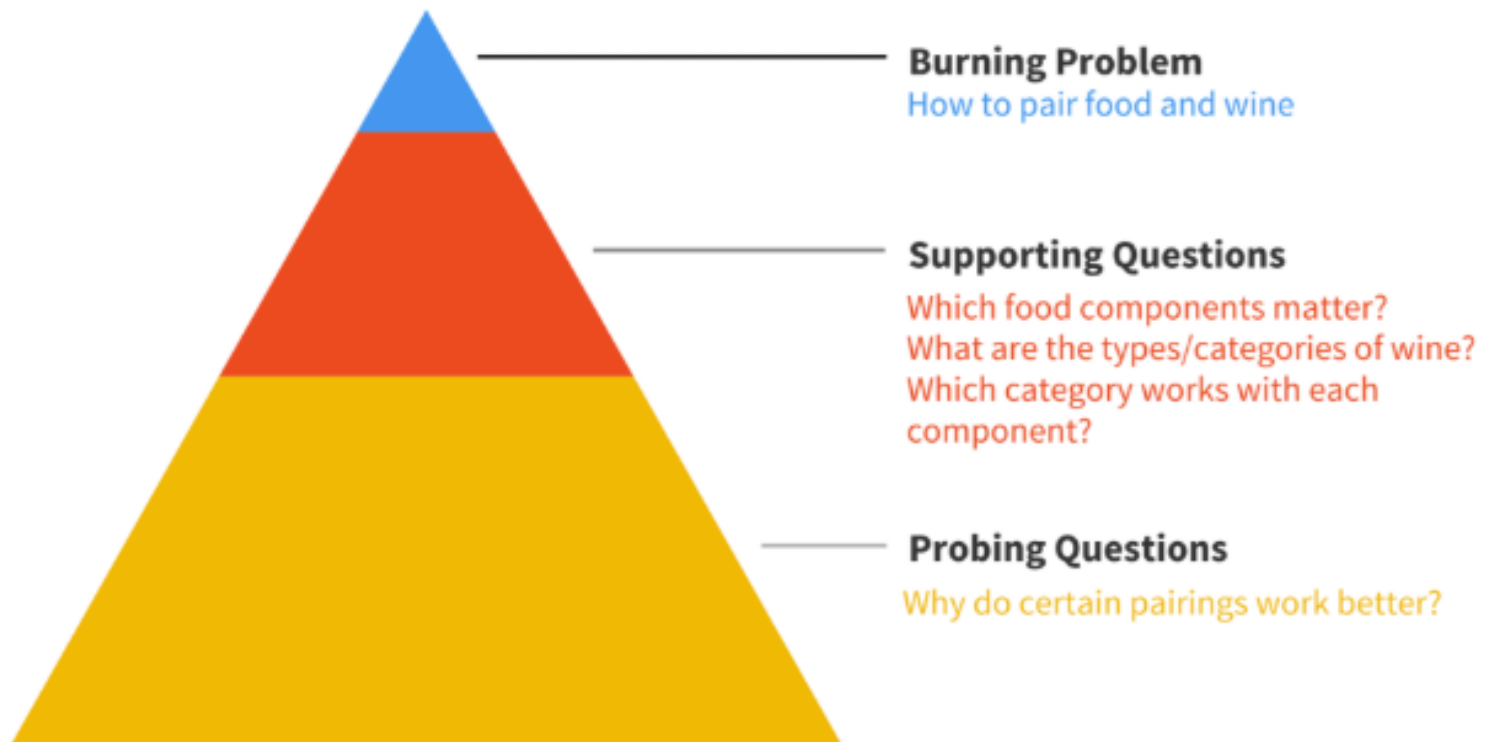 Burning Problem
How to pair food and wine
Supporting Questions
Which food components matter?
What are the types/categories of wine?
Which category works with each
component?
Probing Questions
Why do certain pairings work better?